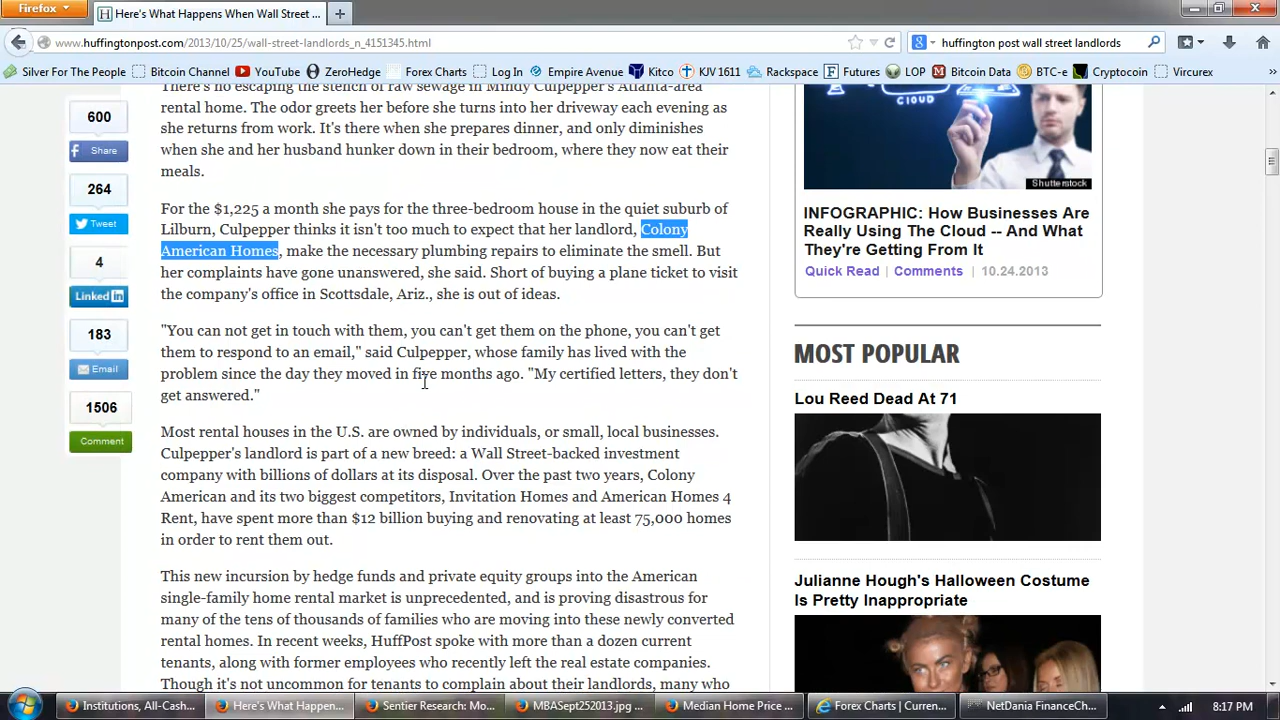 Firefox
Here's What Happens When Wall Street ...
www.huffingtonpost.com/2013/10/25/wall-street-landlords_n_4151345.html
huffington post wall street landlords
Silver For The People
Bitcoin Channel
YouTube
ZeroHedge
Forex Charts
Log In
Empire Avenue
Kitco
KJV 1611
Rackspace
Futures
LOP
Bitcoin Data
BTC-e
Cryptocoin
Vircurex
600
Share
264
Tweet
4
Linked in
183
Email
1506
Comment
There's no escaping the stench of raw sewage in Mindy Culpepper's Atlanta-area
rental home. The odor greets her before she turns into her driveway each evening as
she returns from work. It's there when she prepares dinner, and only diminishes
when she and her husband hunker down in their bedroom, where they now eat their
meals.
For the $1,225 a month she pays for the three-bedroom house in the quiet suburb of
Lilburn, Culpepper thinks it isn't too much to expect that her landlord, Colony
American Homes, make the necessary plumbing repairs to eliminate the smell. But
her complaints have gone unanswered, she said. Short of buying a plane ticket to visit
the company's office in Scottsdale, Ariz., she is out of ideas.
"You can not get in touch with them, you can't get them on the phone, you can't get
them to respond to an email," said Culpepper, whose family has lived with the
problem since the day they moved in five months ago. "My certified letters, they don't
get answered."
Most rental houses in the U.S. are owned by individuals, or small, local businesses.
Culpepper's landlord is part of a new breed: a Wall Street-backed investment
company with billions of dollars at its disposal. Over the past two years, Colony
American and its two biggest competitors, Invitation Homes and American Homes 4
Rent, have spent more than $12 billion buying and renovating at least 75,000 homes
in order to rent them out.
This new incursion by hedge funds and private equity groups into the American
single-family home rental market is unprecedented, and is proving disastrous for
many of the tens of thousands of families who are moving into these newly converted
rental homes. In recent weeks, HuffPost spoke with more than a dozen current
tenants, along with former employees who recently left the real estate companies.
Though it's not uncommon for tenants to complain about their landlords, many who
CLOUD
Shutterstock
INFOGRAPHIC: How Businesses Are
Really Using The Cloud -- And What
They're Getting From It
Quick Read | Comments | 10.24.2013
MOST POPULAR
Lou Reed Dead At 71
Julianne Hough's Halloween Costume
Is Pretty Inappropriate
Institutions, All-Cash...
Here's What Happen...
Sentier Research: Mo...
MBASept252013.jpg ...
Median Home Price ...
Forex Charts | Curren...
NetDania FinanceCh...
8:17 PM